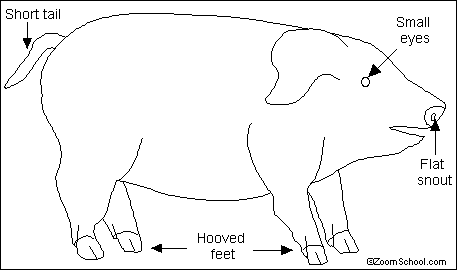 Short tail
Small
eyes
Flat
snout
Hooved
feet
©ZoomSchool.com